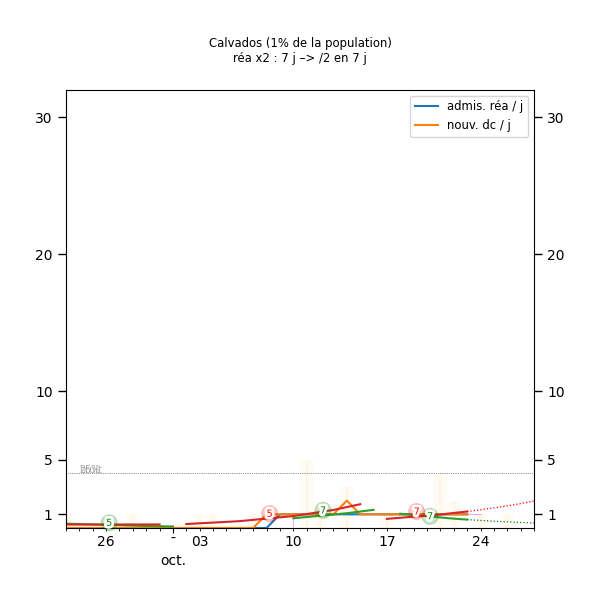 Calvados (1% de la population)
réa x2 : 7 j –> /2 en 7 j
admis. réa / j
nouv. dc / j
30 30
20 20
10 10
5 5
1 1
5 5 7 7 7
26 - 03 10 17 24
oct.